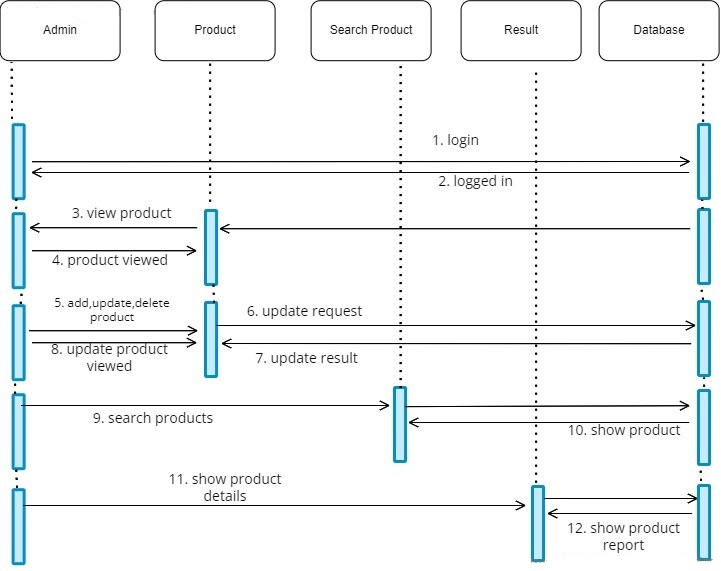 Admin
Product
Search Product
Result
Database
1. login
2. logged in
3. view product
4. product viewed
5. add,update,delete
product
6. update request
7. update result
8. update product
viewed
9. search products
10. show product
11. show product
details
12. show product
report